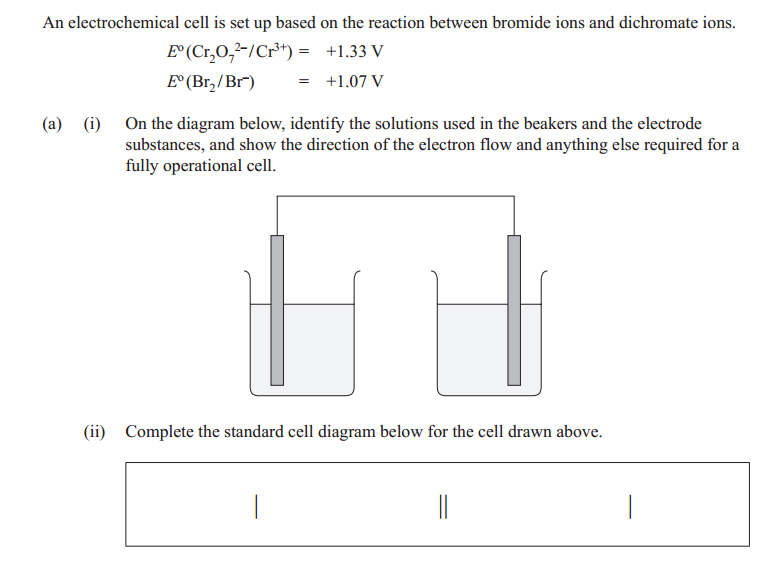 An electrochemical cell is set up based on the reaction between bromide ions and dichromate ions.
E°(Cr₂O₇²⁻/Cr³⁺) = +1.33 V
E°(Br₂/Br⁻) = +1.07 V
(a) (i) On the diagram below, identify the solutions used in the beakers and the electrode
substances, and show the direction of the electron flow and anything else required for a
fully operational cell.
(ii) Complete the standard cell diagram below for the cell drawn above.
| || |